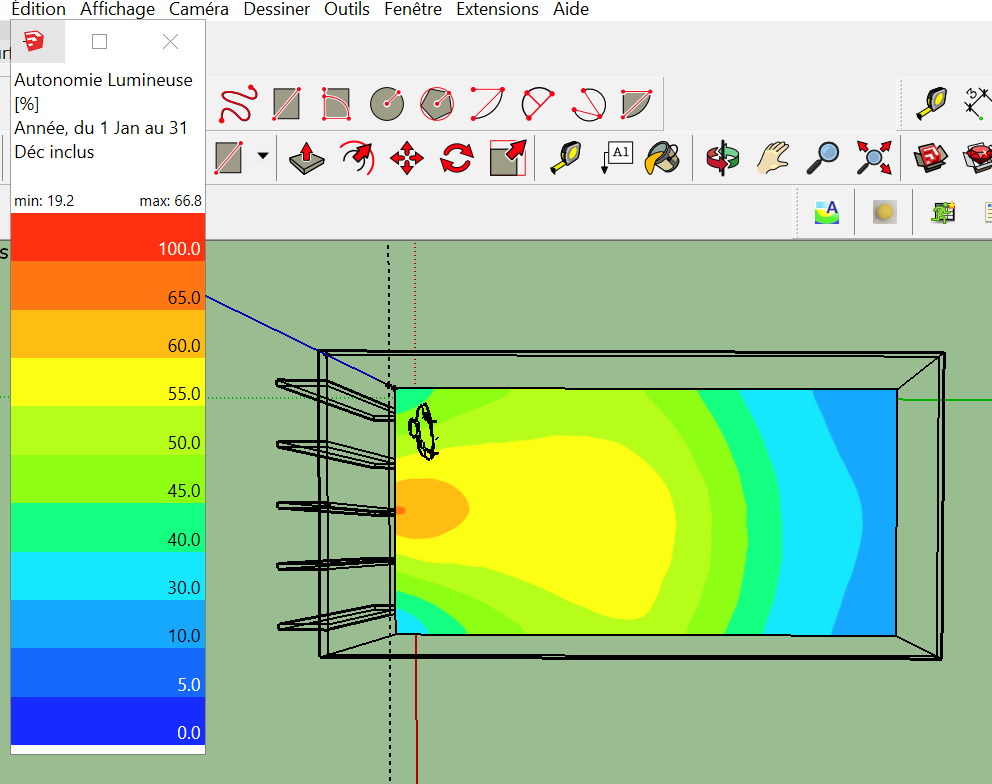 Édition Affichage Caméra Dessiner Outils Fenêtre Extensions Aide
Autonomie Lumineuse
[%]
Année, du 1 Jan au 31
Déc inclus
min: 19.2 max: 66.8
100.0
65.0
60.0
55.0
50.0
45.0
40.0
30.0
10.0
5.0
0.0
A1
3
A
s